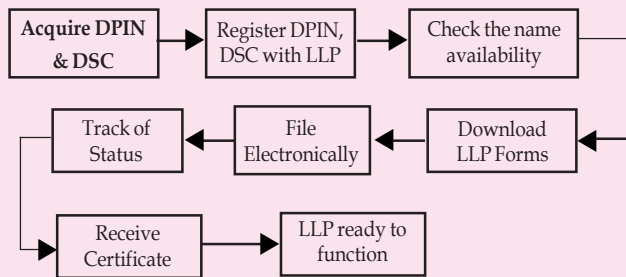 Acquire DPIN
& DSC
Register DPIN,
DSC with LLP
Check the name
availability
Download
LLP Forms
File
Electronically
Track of
Status
Receive
Certificate
LLP ready to
function